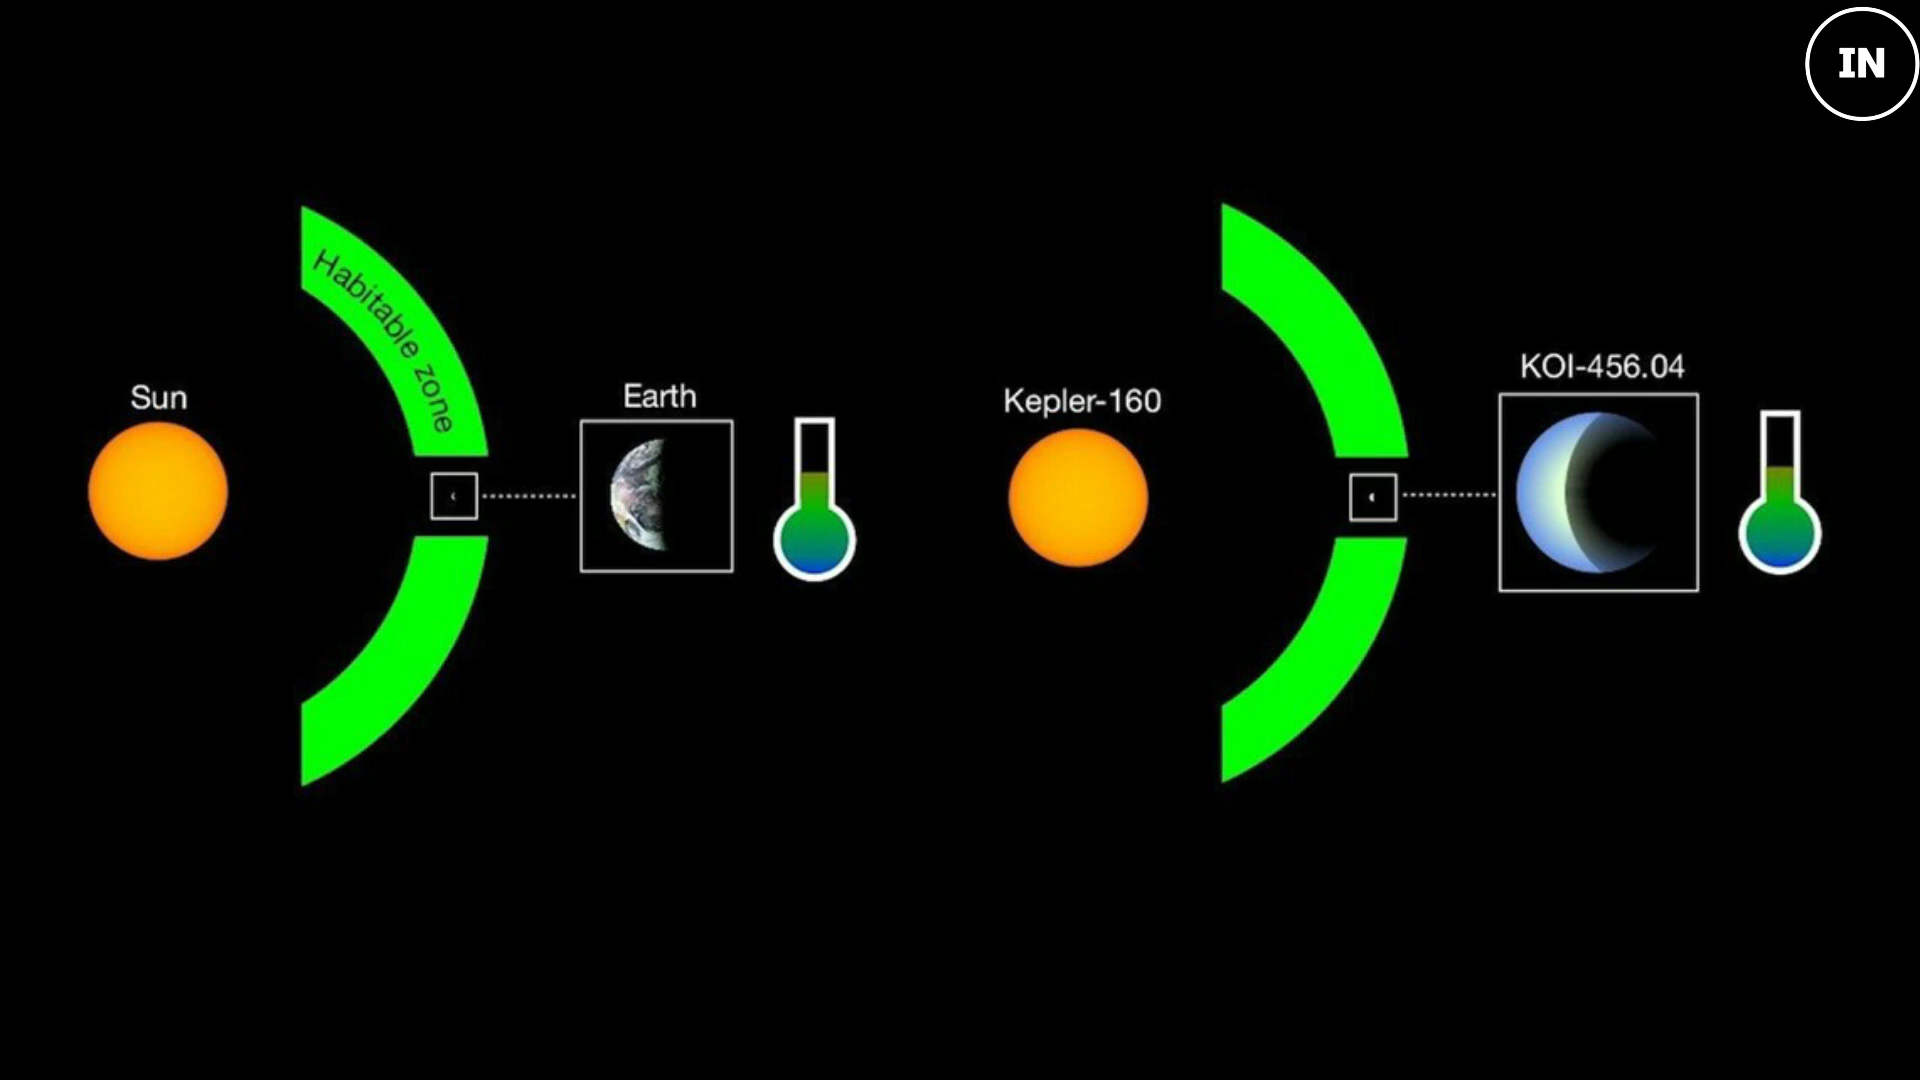 IN
Habitable zone
Sun
Earth
Kepler-160
KOI-456.04